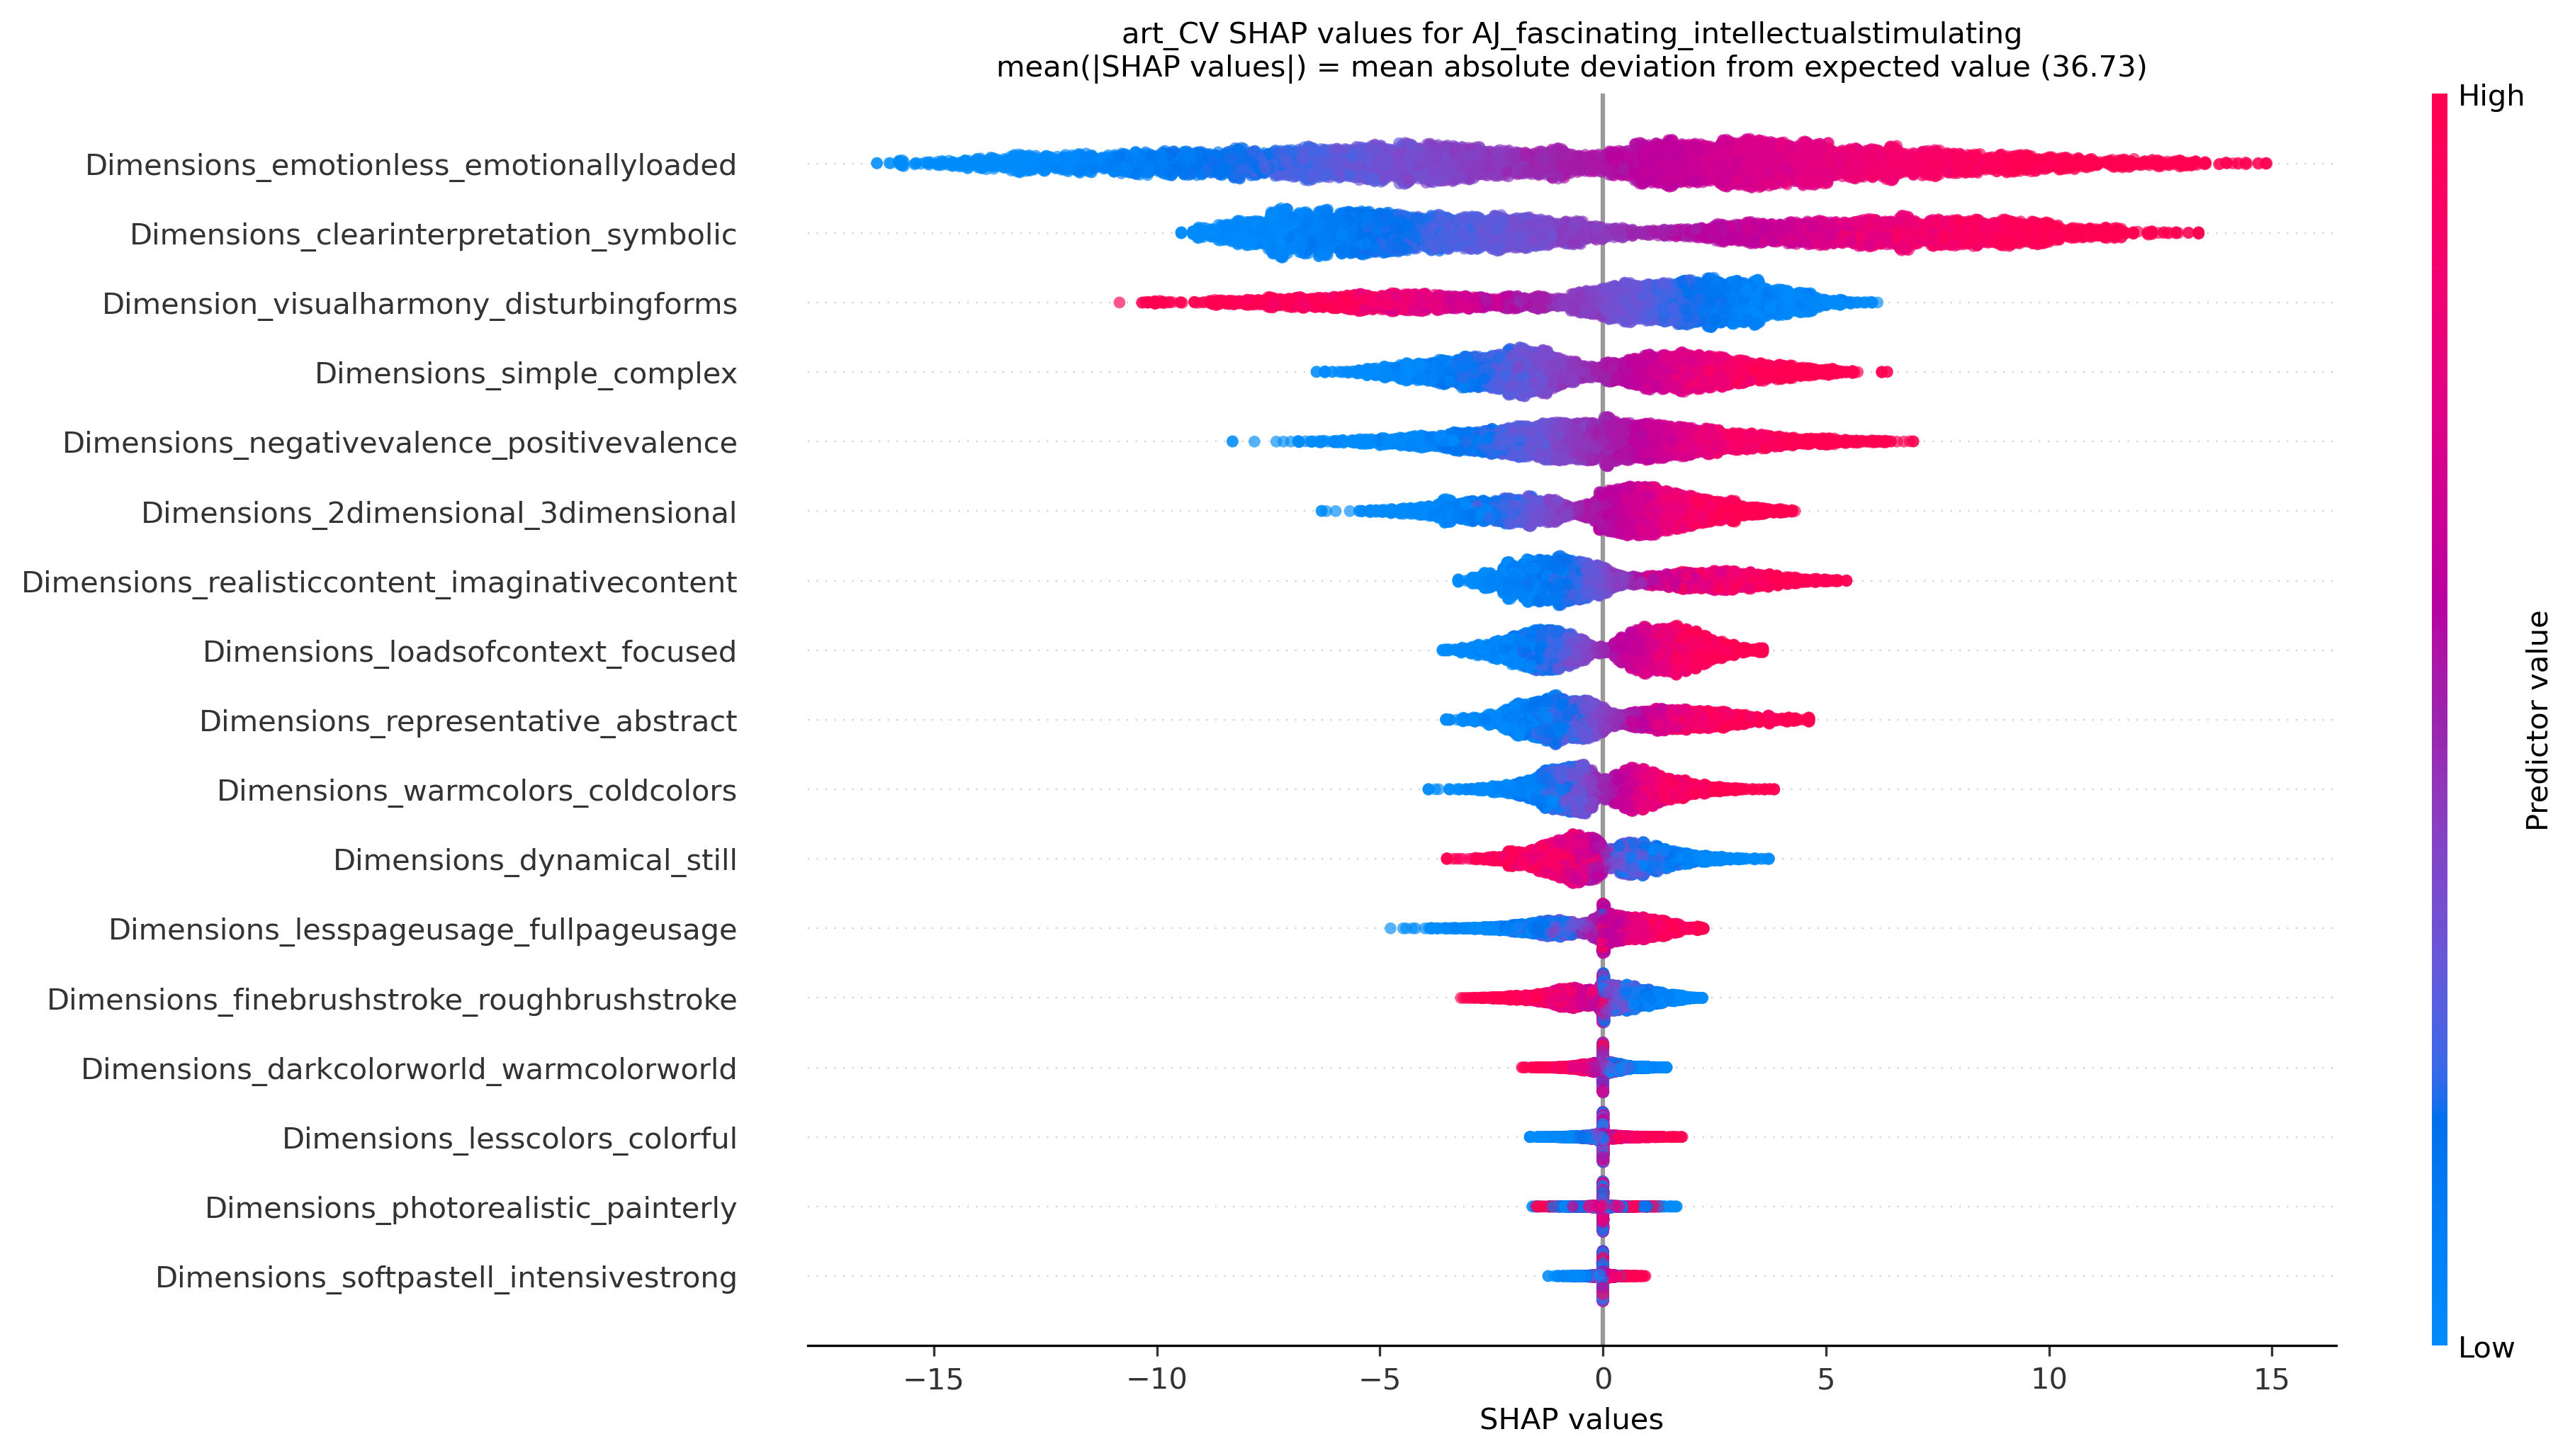 art_CV SHAP values for AJ_fascinating_intellectualstimulating
mean(|SHAP values|) = mean absolute deviation from expected value (36.73)
High
Dimensions_emotionless_emotionallyloaded
Dimensions_clearinterpretation_symbolic
Dimension_visualharmony_disturbingforms
Dimensions_simple_complex
Dimensions_negativevalence_positivevalence
Dimensions_2dimensional_3dimensional
Dimensions_realisticcontent_imaginativecontent
Dimensions_loadsofcontext_focused
Dimensions_representative_abstract
Dimensions_warmcolors_coldcolors
Dimensions_dynamical_still
Dimensions_lesspageusage_fullpageusage
Dimensions_finebrushstroke_roughbrushstroke
Dimensions_darkcolorworld_warmcolorworld
Dimensions_lesscolors_colorful
Dimensions_photorealistic_painterly
Dimensions_softpastell_intensivestrong
Predictor value
Low
−15 −10 −5 0 5 10 15
SHAP values